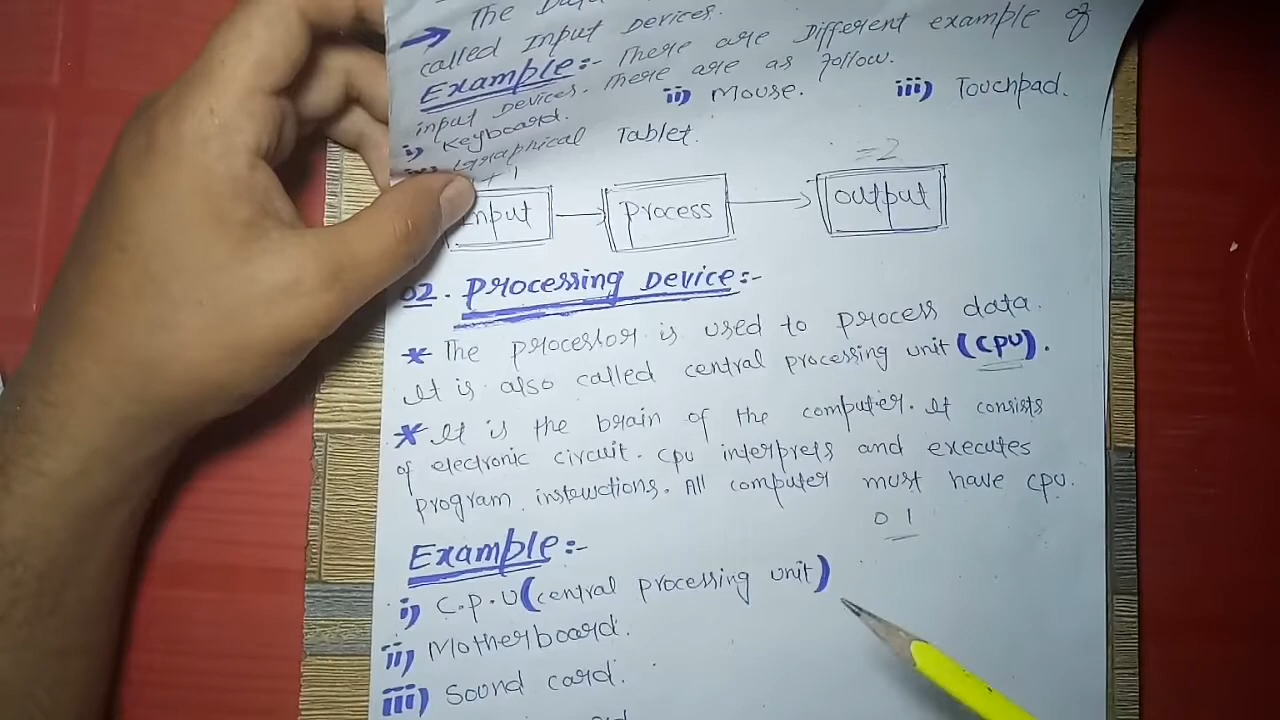 The
called Input Devices.
Example:- There are Different example of
input Devices. There are as follow.
i) Keyboard. ii) Mouse. iii) Touchpad.
Graphical Tablet.
=2
Input Process Output
02. Processing Device:-
* The processor is used to process data.
It is also called central processing unit (CPU).
* It is the brain of the computer. It consists
of electronic circuit. CPU interprets and executes
program instructions. All computer must have CPU.
0 1
Example:-
i) C.P.U (central processing unit)
ii) Motherboard.
iii) Sound card.